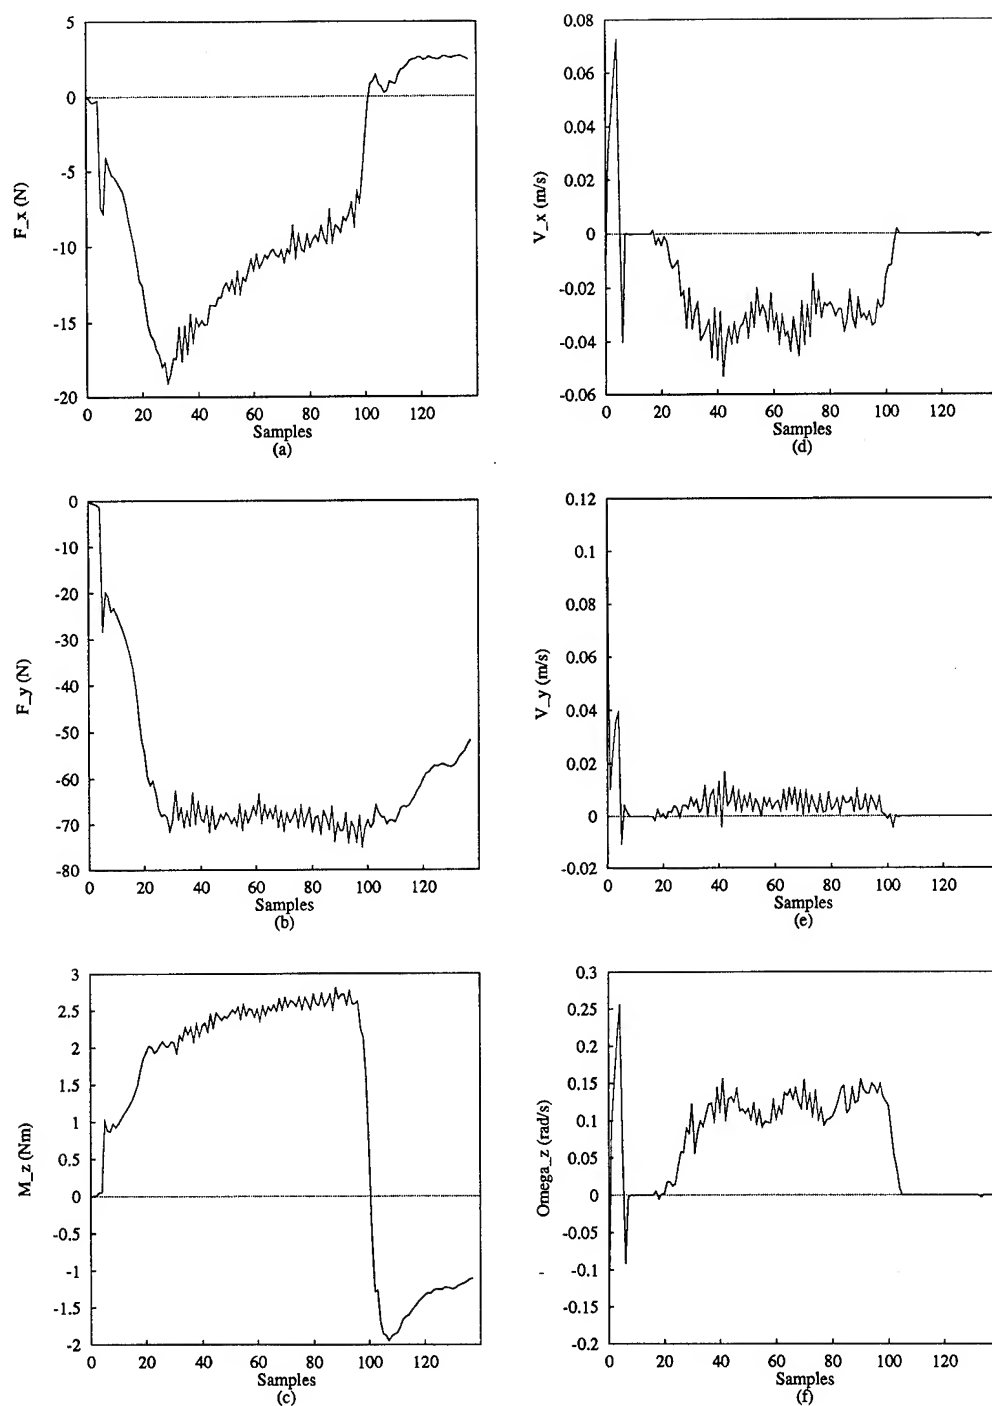 5
0
-5
-10
-15
-20
F_x (N)
0 20 40 60 80 100 120
Samples
(a)
0.08
0.06
0.04
0.02
0
-0.02
-0.04
-0.06
V_x (m/s)
0 20 40 60 80 100 120
Samples
(d)
0
-10
-20
-30
-40
-50
-60
-70
-80
F_y (N)
0 20 40 60 80 100 120
Samples
(b)
0.12
0.1
0.08
0.06
0.04
0.02
0
-0.02
V_y (m/s)
0 20 40 60 80 100 120
Samples
(e)
3
2.5
2
1.5
1
0.5
0
-0.5
-1
-1.5
-2
M_z (Nm)
0 20 40 60 80 100 120
Samples
(c)
0.3
0.25
0.2
0.15
0.1
0.05
0
-0.05
-0.1
-0.15
-0.2
Omega_z (rad/s)
0 20 40 60 80 100 120
Samples
(f)